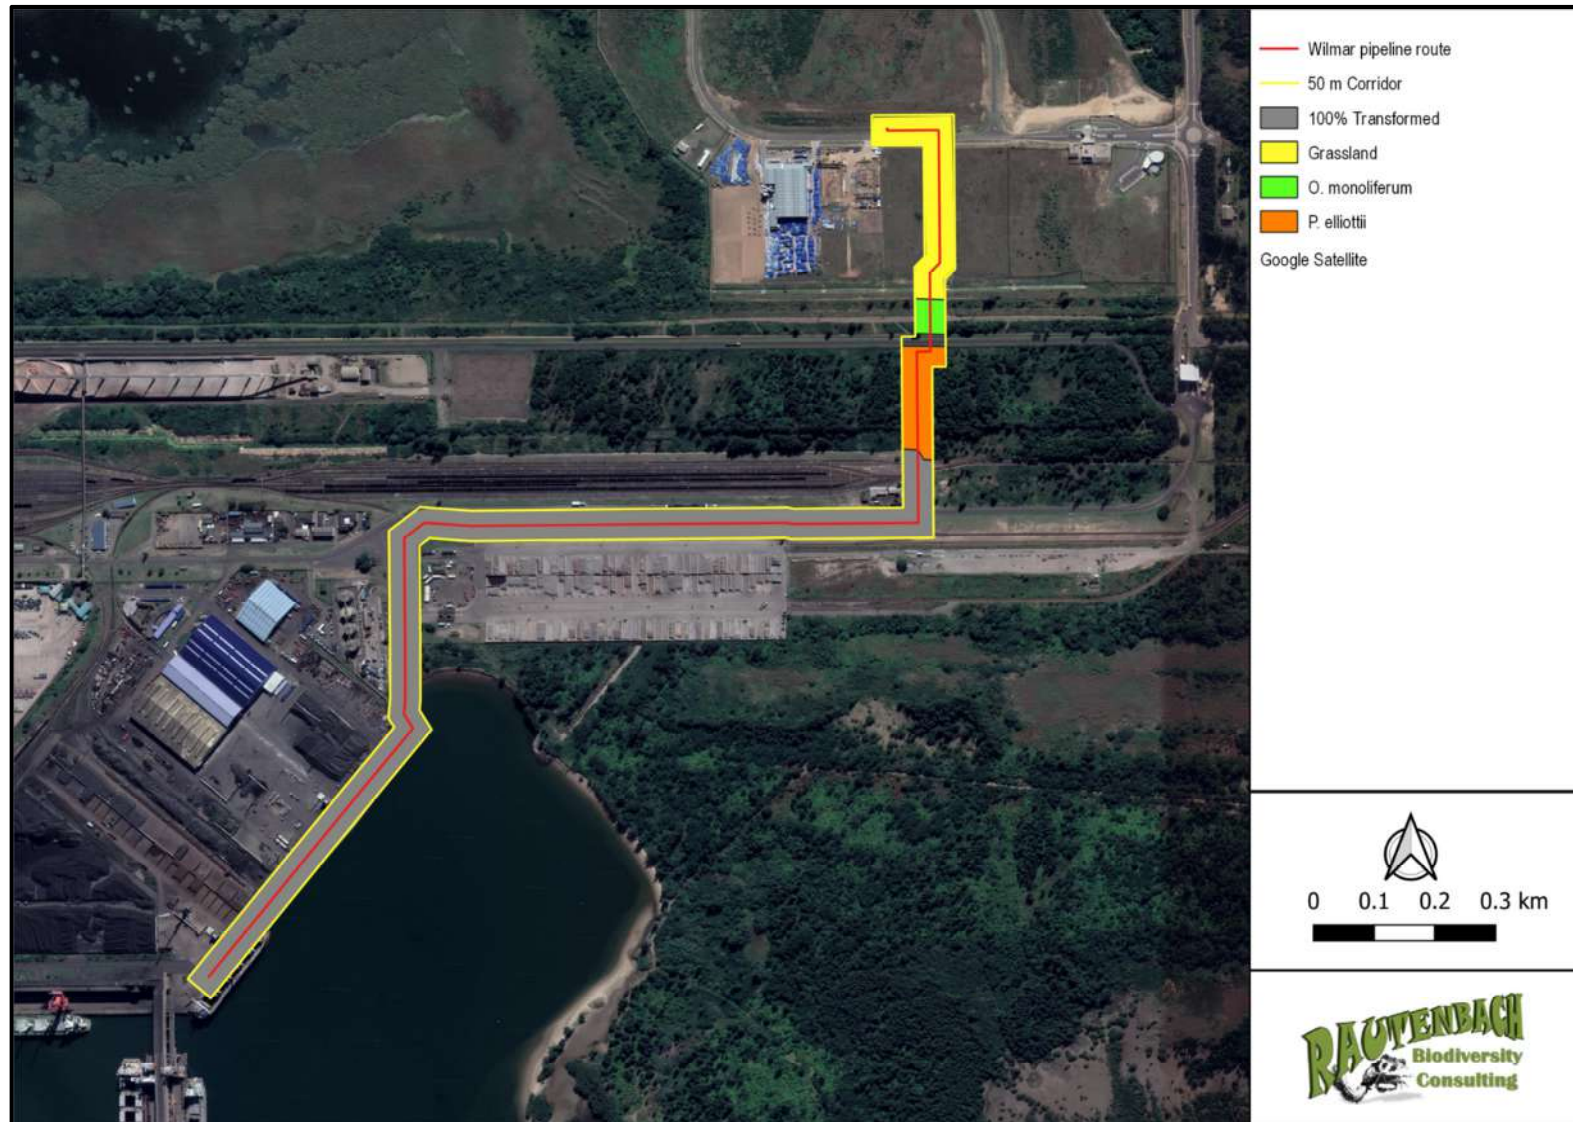 Wilmar pipeline route
50 m Corridor
100% Transformed
Grassland
O. monoliferum
P. elliottii
Google Satellite
0 0.1 0.2 0.3 km
RAUTENBACH
Biodiversity
Consulting